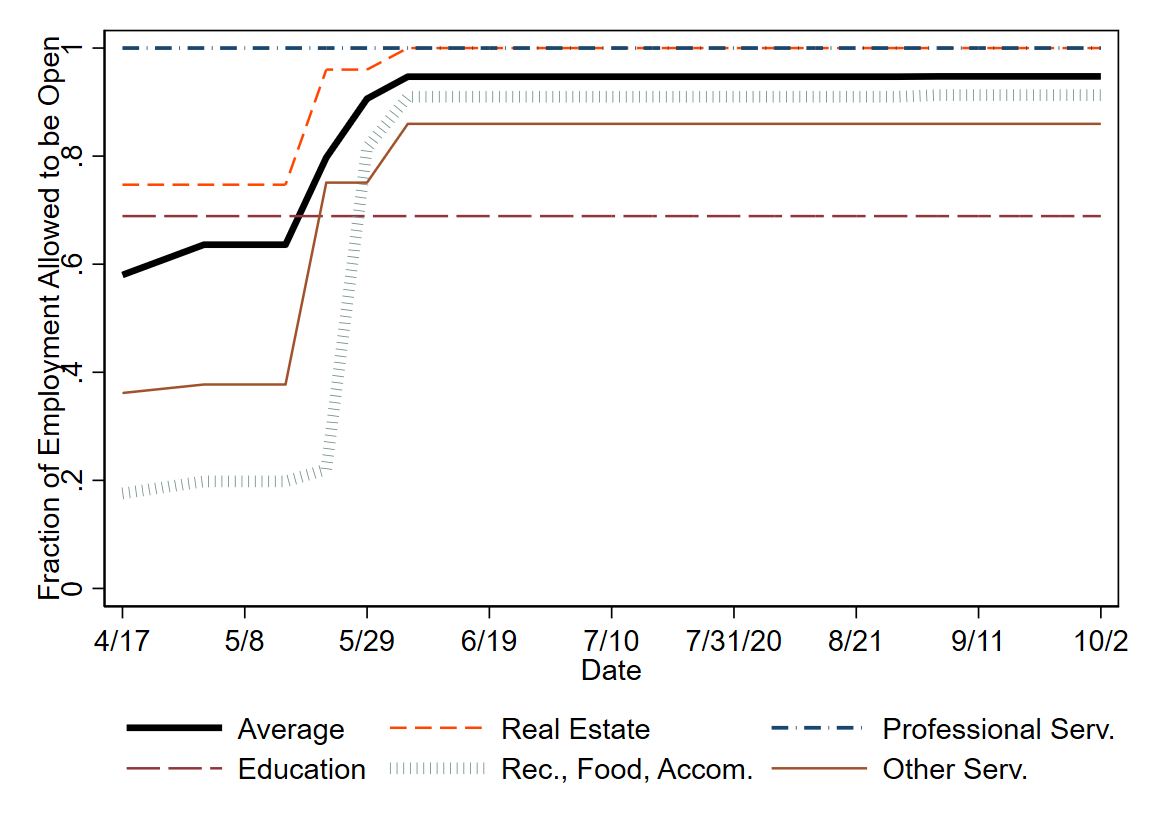 Fraction of Employment Allowed to be Open
1
.8
.6
.4
.2
0
4/17 5/8 5/29 6/19 7/10 7/31/20 8/21 9/11 10/2
Date
Average Real Estate Professional Serv.
Education Rec., Food, Accom. Other Serv.